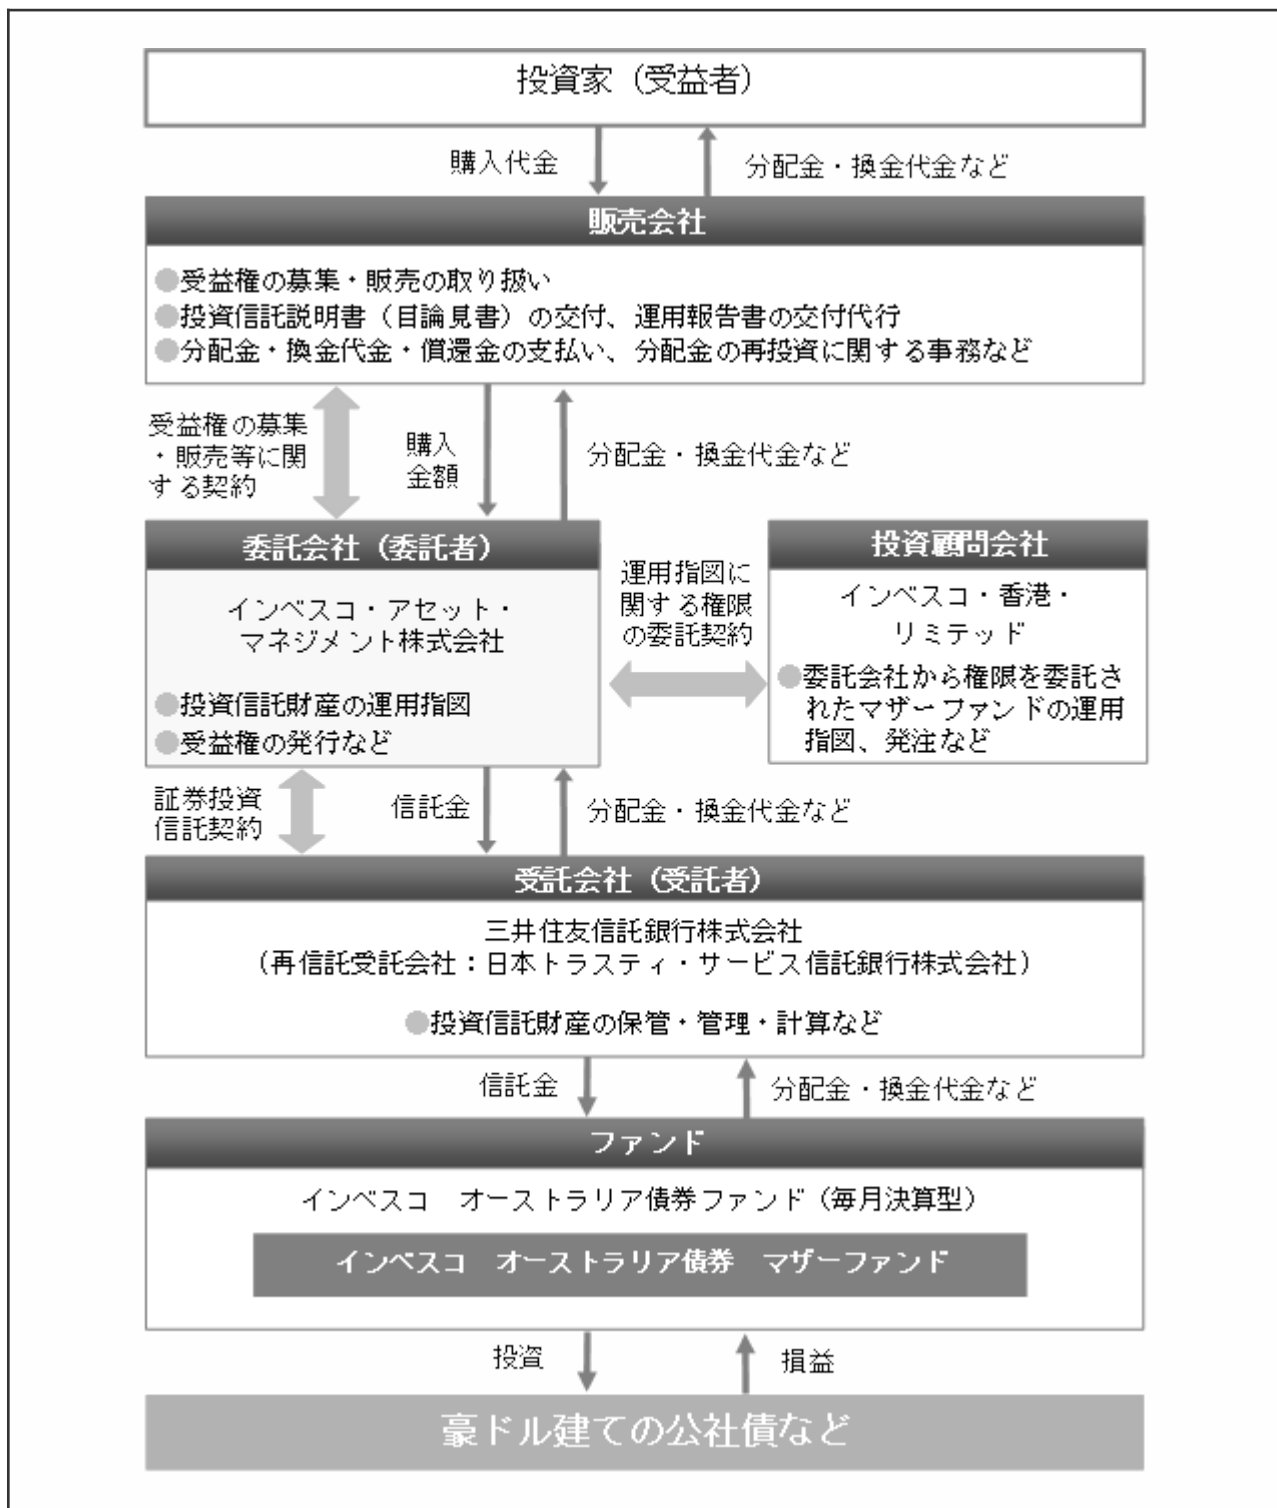 投資家（受益者）
購入代金
分配金・換金代金など
販売会社
●受益権の募集・販売の取り扱い
●投資信託説明書（目論見書）の交付、運用報告書の交付代行
●分配金・換金代金・償還金の支払い、分配金の再投資に関する事務など
受益権の募集
・販売等に関
する契約
購入
金額
分配金・換金代金など
委託会社（委託者）
インベスコ・アセット・
マネジメント株式会社
●投資信託財産の運用指図
●受益権の発行など
運用指図に
関する権限
の委託契約
投資顧問会社
インベスコ・香港・
リミテッド
●委託会社から権限を委託さ
れたマザーファンドの運用
指図、発注など
証券投資
信託契約
信託金
分配金・換金代金など
受託会社（受託者）
三井住友信託銀行株式会社
（再信託受託会社：日本トラスティ・サービス信託銀行株式会社）
●投資信託財産の保管・管理・計算など
信託金
分配金・換金代金など
ファンド
インベスコ　オーストラリア債券ファンド（毎月決算型）
インベスコ　オーストラリア債券　マザーファンド
投資
損益
豪ドル建ての公社債など